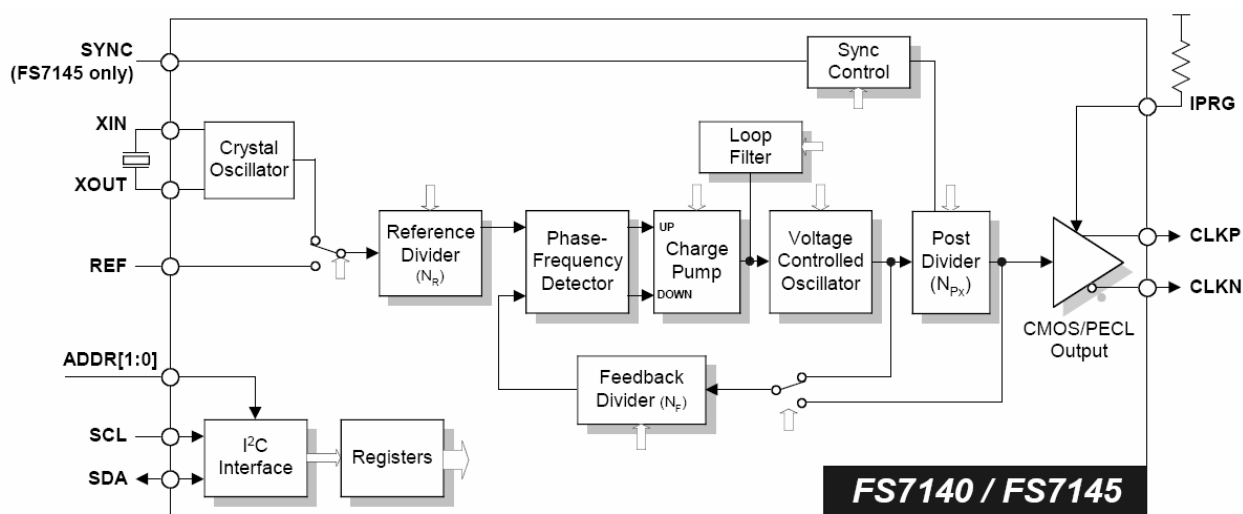 SYNC
(FS7145 only)
XIN
XOUT
REF
ADDR[1:0]
SCL
SDA
Crystal
Oscillator
I²C
Interface
Registers
Reference
Divider
(N_R)
Phase-
Frequency
Detector
UP
Charge
Pump
DOWN
Loop
Filter
Voltage
Controlled
Oscillator
Sync
Control
Post
Divider
(N_Px)
Feedback
Divider (N_F)
CMOS/PECL
Output
IPRG
CLKP
CLKN
FS7140 / FS7145